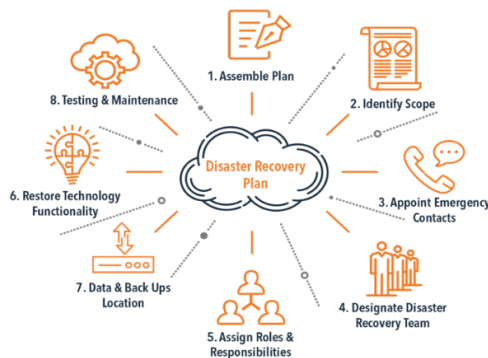 1. Assemble Plan
2. Identify Scope
3. Appoint Emergency
Contacts
4. Designate Disaster
Recovery Team
5. Assign Roles &
Responsibilities
7. Data & Back Ups
Location
6. Restore Technology
Functionality
8. Testing & Maintenance
Disaster Recovery
Plan